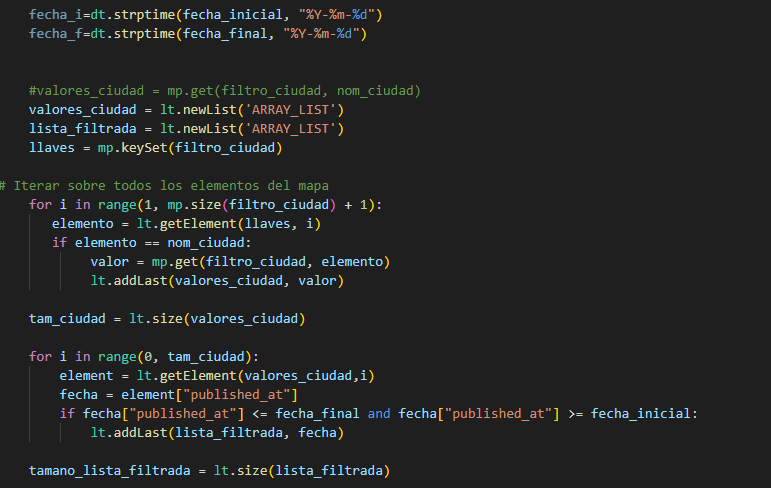 fecha_i=dt.strptime(fecha_inicial, "%Y-%m-%d")
fecha_f=dt.strptime(fecha_final, "%Y-%m-%d")
#valores_ciudad = mp.get(filtro_ciudad, nom_ciudad)
valores_ciudad = lt.newList('ARRAY_LIST')
lista_filtrada = lt.newList('ARRAY_LIST')
llaves = mp.keySet(filtro_ciudad)
# Iterar sobre todos los elementos del mapa
for i in range(1, mp.size(filtro_ciudad) + 1):
elemento = lt.getElement(llaves, i)
if elemento == nom_ciudad:
valor = mp.get(filtro_ciudad, elemento)
lt.addLast(valores_ciudad, valor)
tam_ciudad = lt.size(valores_ciudad)
for i in range(0, tam_ciudad):
element = lt.getElement(valores_ciudad,i)
fecha = element["published_at"]
if fecha["published_at"] <= fecha_final and fecha["published_at"] >= fecha_inicial:
lt.addLast(lista_filtrada, fecha)
tamano_lista_filtrada = lt.size(lista_filtrada)